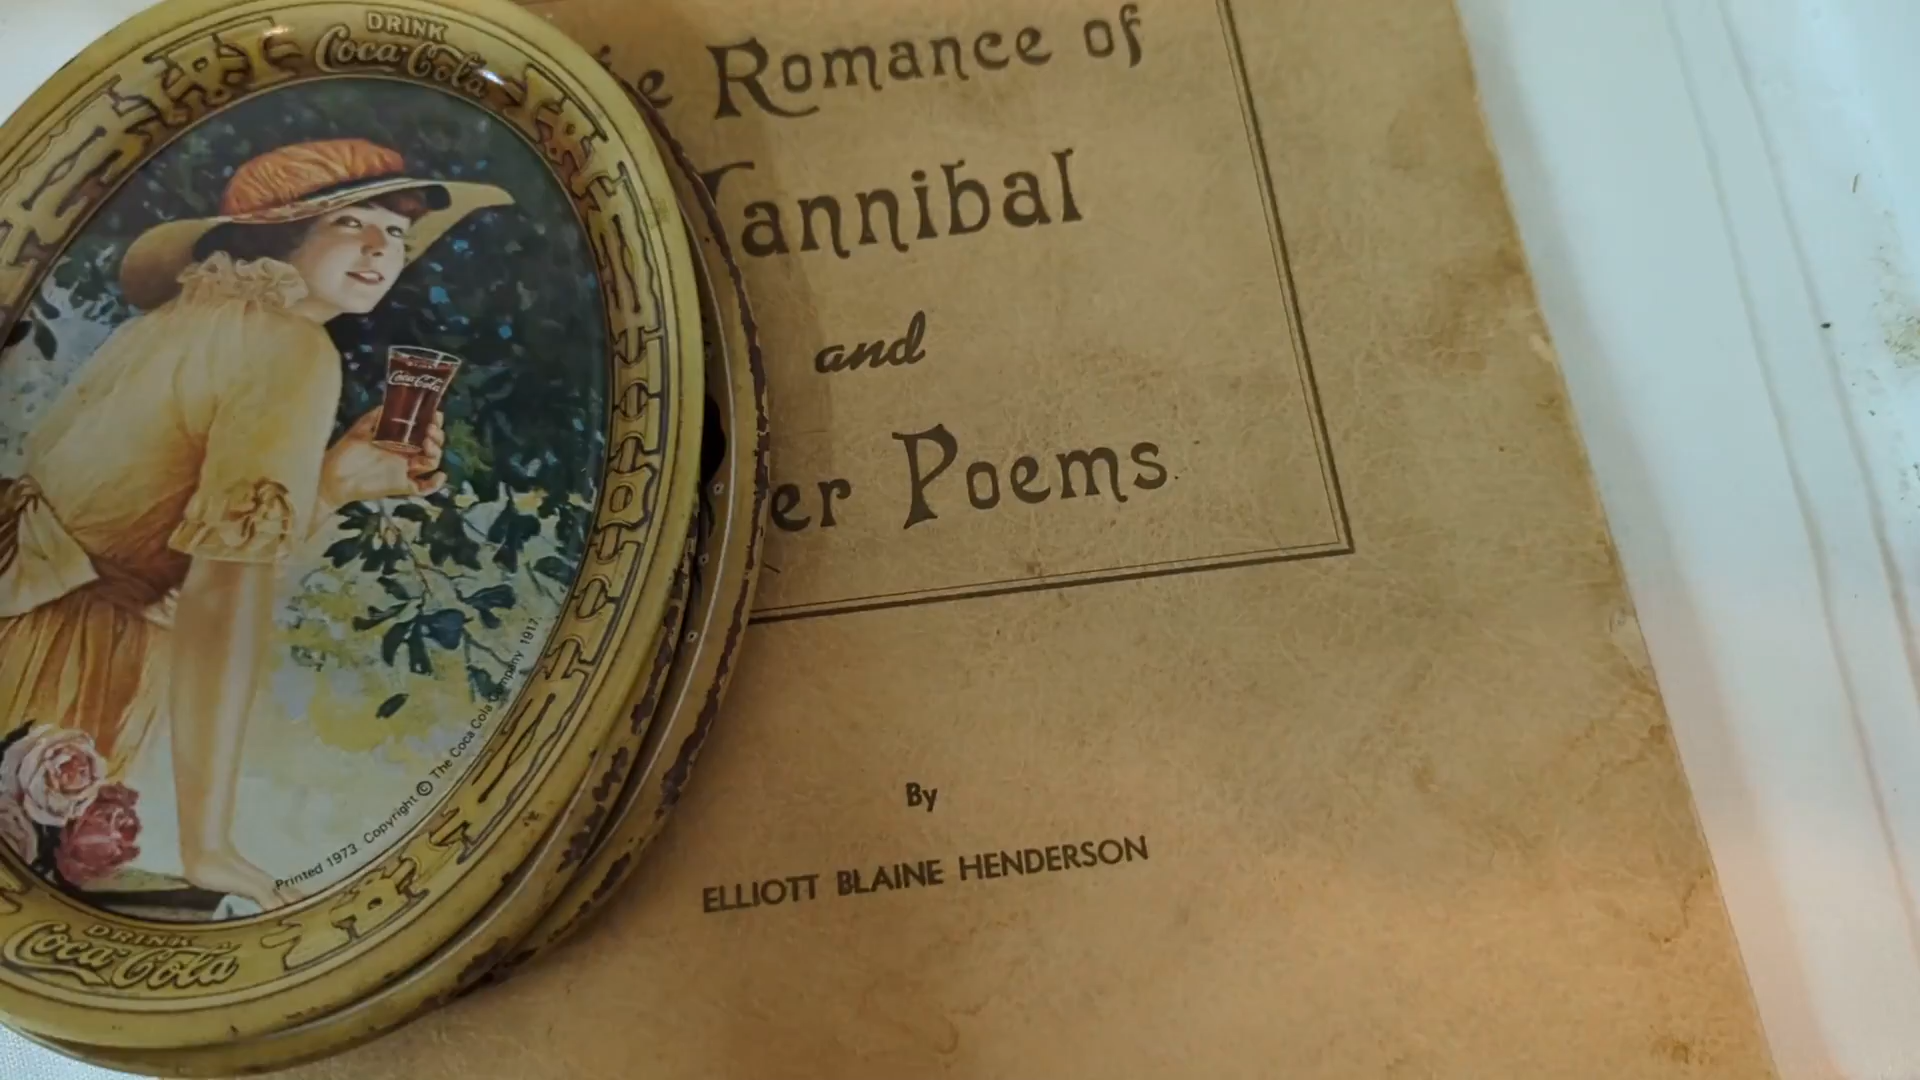 DRINK
Coca-Cola
Coca-Cola
Printed 1973 Copyright © The Coca Cola Company 1917.
DRINK
Coca-Cola
e Romance of
annibal
and
er Poems
By
ELLIOTT BLAINE HENDERSON